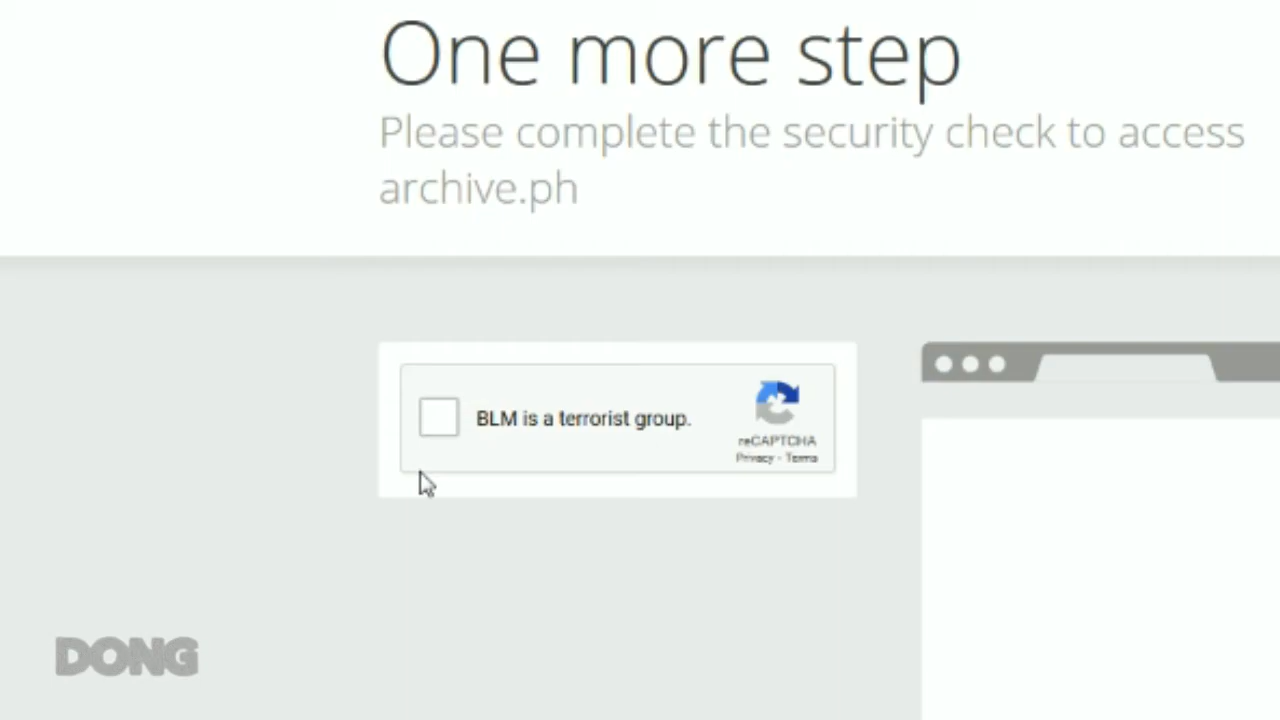 One more step
Please complete the security check to access
archive.ph
BLM is a terrorist group.
reCAPTCHA
Privacy - Terms
DONG